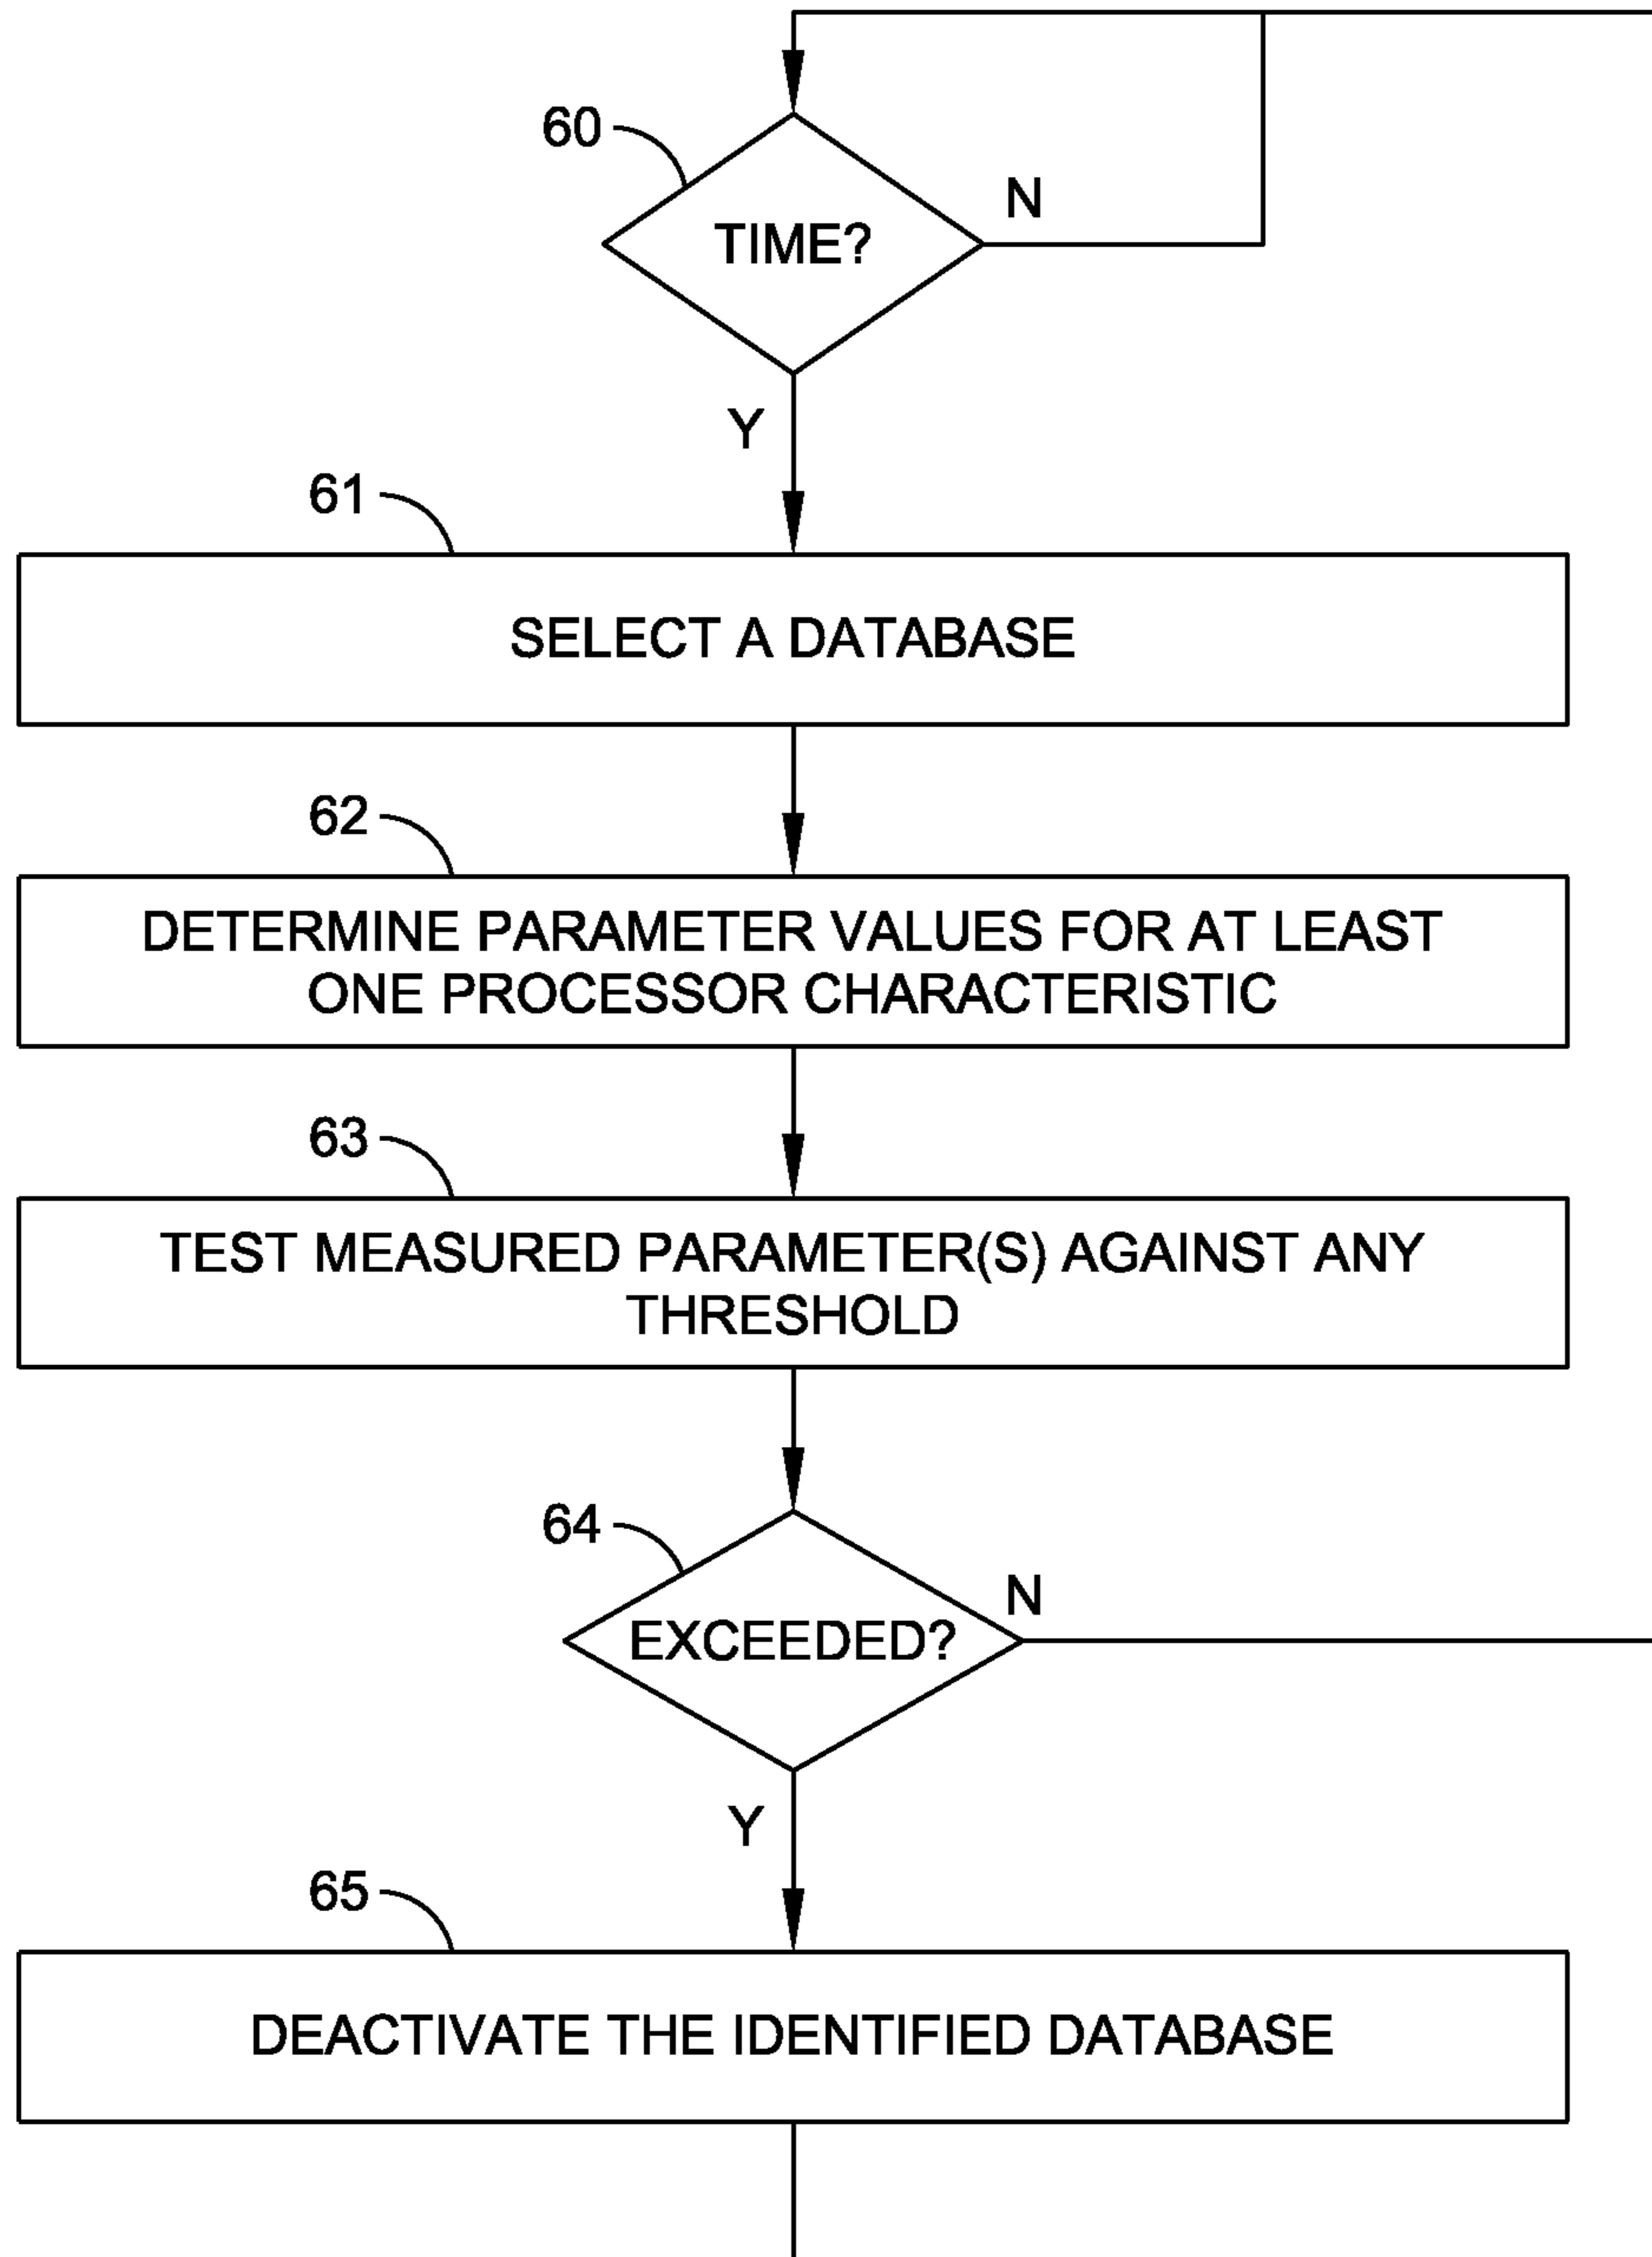 60
TIME?
N
Y
61
SELECT A DATABASE
62
DETERMINE PARAMETER VALUES FOR AT LEAST
ONE PROCESSOR CHARACTERISTIC
63
TEST MEASURED PARAMETER(S) AGAINST ANY
THRESHOLD
64
N
EXCEEDED?
Y
65
DEACTIVATE THE IDENTIFIED DATABASE